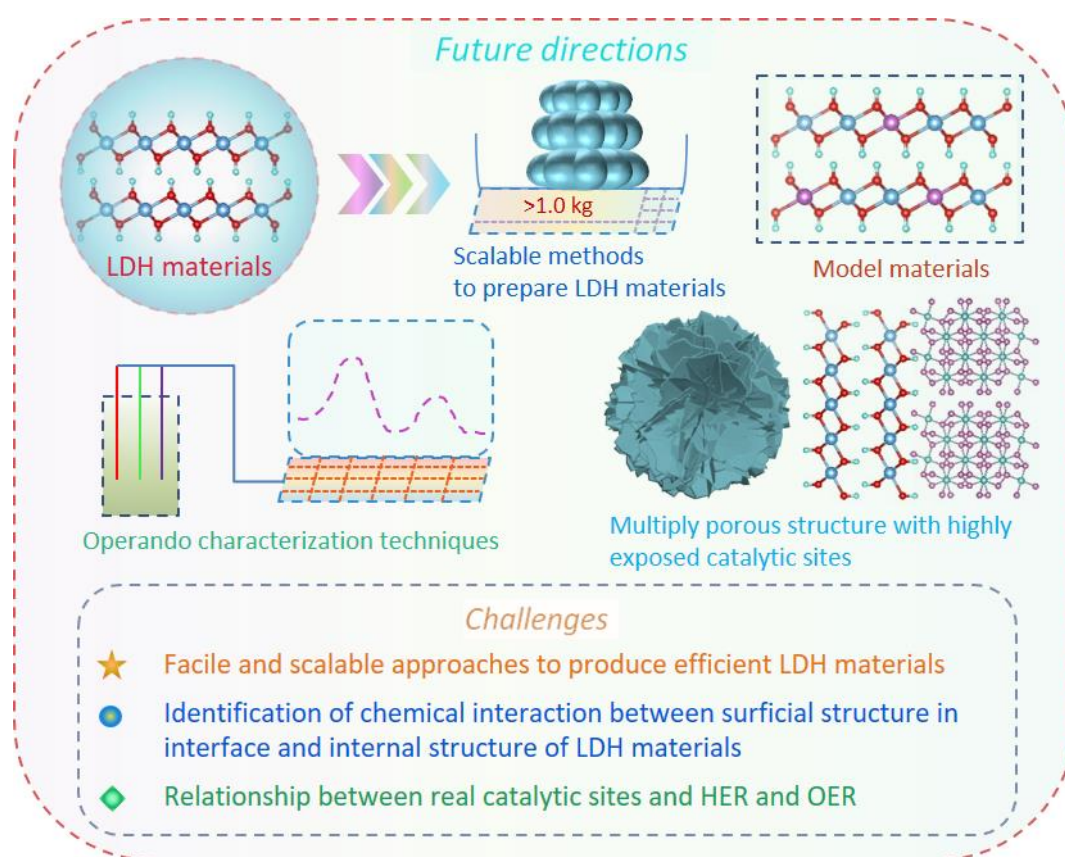 Future directions
LDH materials
>1.0 kg
Scalable methods
to prepare LDH materials
Model materials
Operando characterization techniques
Multiply porous structure with highly
exposed catalytic sites
Challenges
Facile and scalable approaches to produce efficient LDH materials
Identification of chemical interaction between surficial structure in
interface and internal structure of LDH materials
Relationship between real catalytic sites and HER and OER